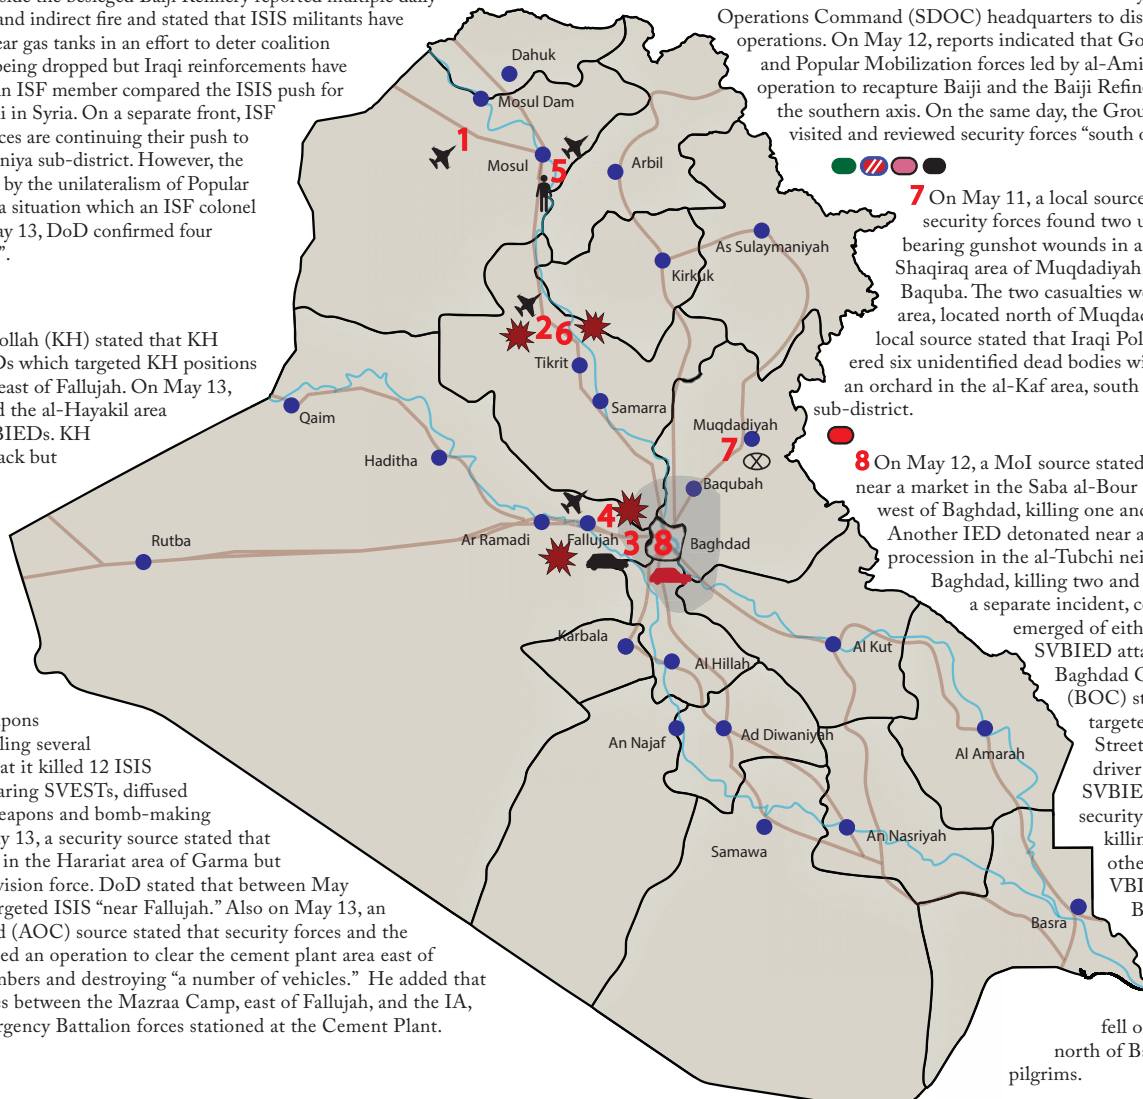 side the besieged Baiji Refinery reported multiple daily
and indirect fire and stated that ISIS militants have
ear gas tanks in an effort to deter coalition
being dropped but Iraqi reinforcements have
an ISF member compared the ISIS push for
i in Syria. On a separate front, ISF
ces are continuing their push to
niya sub-district. However, the
by the unilateralism of Popular
a situation which an ISF colonel
ay 13, DoD confirmed four
”.
ollah (KH) stated that KH
Ds which targeted KH positions
east of Fallujah. On May 13,
d the al-Hayakil area
BIEDs. KH
ack but
pons
ling several
at it killed 12 ISIS
aring SVESTs, diffused
eapons and bomb-making
ay 13, a security source stated that
in the Harariat area of Garma but
vision force. DoD stated that between May
rgeted ISIS “near Fallujah.” Also on May 13, an
d (AOC) source stated that security forces and the
ed an operation to clear the cement plant area east of
mbers and destroying “a number of vehicles.” He added that
es between the Mazraa Camp, east of Fallujah, and the IA,
rgency Battalion forces stationed at the Cement Plant.
Dahuk
Mosul Dam
1
Mosul
5
Arbil
As Sulaymaniyah
Kirkuk
2
6
Tikrit
Samarra
Qaim
Muqdadiyah
7
Haditha
Baqubah
4
Ar Ramadi
Fallujah
3
8
Baghdad
Rutba
Karbala
Al Kut
Al Hillah
An Najaf
Ad Diwaniyah
Al Amarah
An Nasriyah
Samawa
Basra
Operations Command (SDOC) headquarters to dis
operations. On May 12, reports indicated that Go
and Popular Mobilization forces led by al-Ami
operation to recapture Baiji and the Baiji Refine
the southern axis. On the same day, the Grou
visited and reviewed security forces “south o
7 On May 11, a local source
security forces found two u
bearing gunshot wounds in a
Shaqiraq area of Muqdadiyah
Baquba. The two casualties we
area, located north of Muqdad
local source stated that Iraqi Pol
ered six unidentified dead bodies wi
an orchard in the al-Kaf area, south
sub-district.
8 On May 12, a MoI source stated
near a market in the Saba al-Bour
west of Baghdad, killing one and
Another IED detonated near a
procession in the al-Tubchi nei
Baghdad, killing two and
a separate incident, c
emerged of eith
SVBIED atta
Baghdad O
(BOC) st
targete
Street
driver
SVBIE
security
killin
othe
VBI
B
fell o
north of Ba
pilgrims.